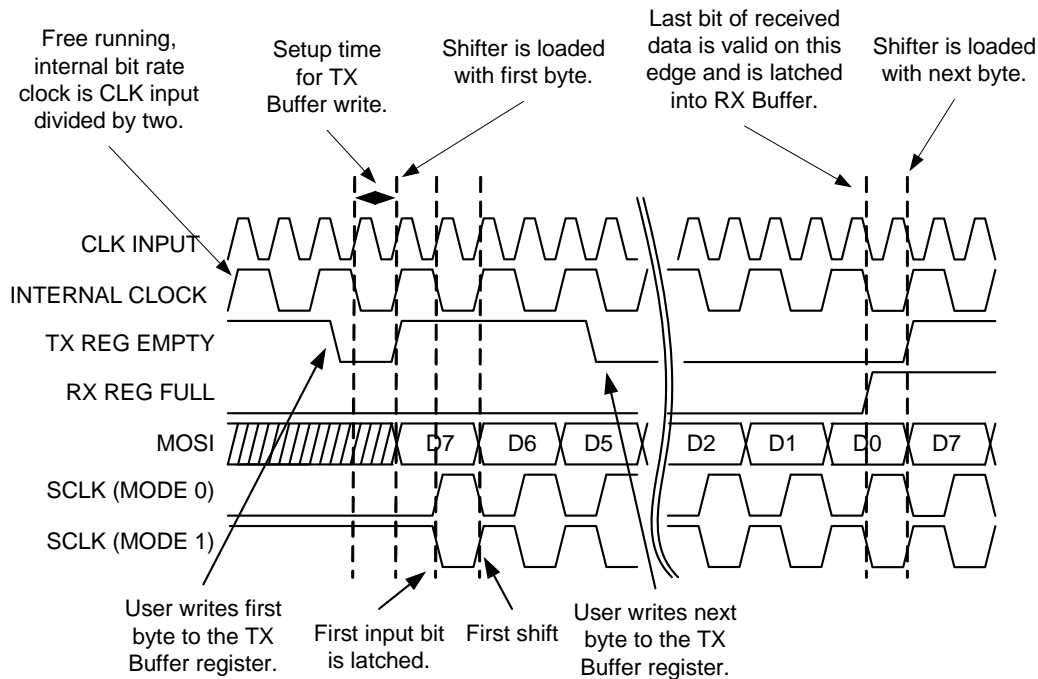 Free running,
internal bit rate
clock is CLK input
divided by two.
Setup time
for TX
Buffer write.
Shifter is loaded
with first byte.
Last bit of received
data is valid on this
edge and is latched
into RX Buffer.
Shifter is loaded
with next byte.
CLK INPUT
INTERNAL CLOCK
TX REG EMPTY
RX REG FULL
MOSI
D7
D6
D5
D2
D1
D0
D7
SCLK (MODE 0)
SCLK (MODE 1)
User writes first
byte to the TX
Buffer register.
First input bit
is latched.
First shift
User writes next
byte to the TX
Buffer register.